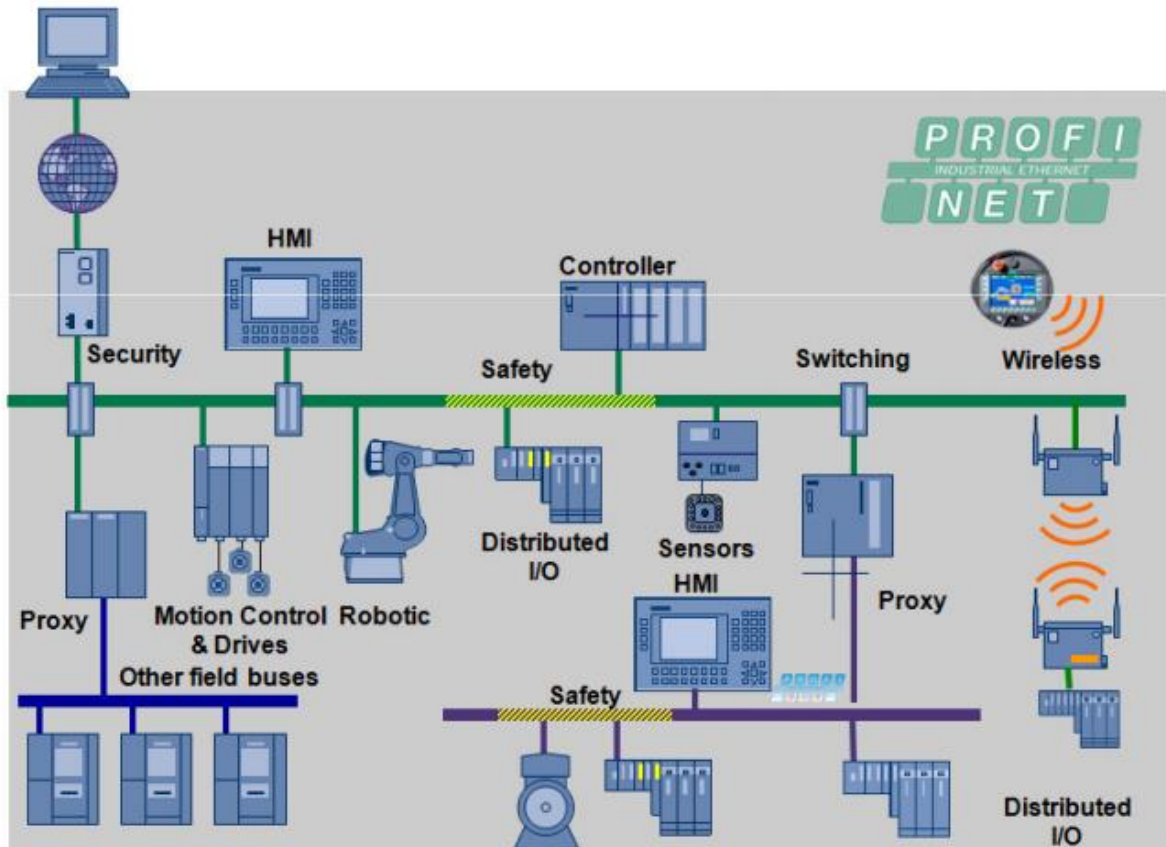 PROFI
INDUSTRIAL ETHERNET
NET
HMI
Controller
Security
Safety
Switching
Wireless
Distributed
I/O
Sensors
HMI
Proxy
Motion Control
& Drives
Robotic
Proxy
Other field buses
Safety
Distributed
I/O